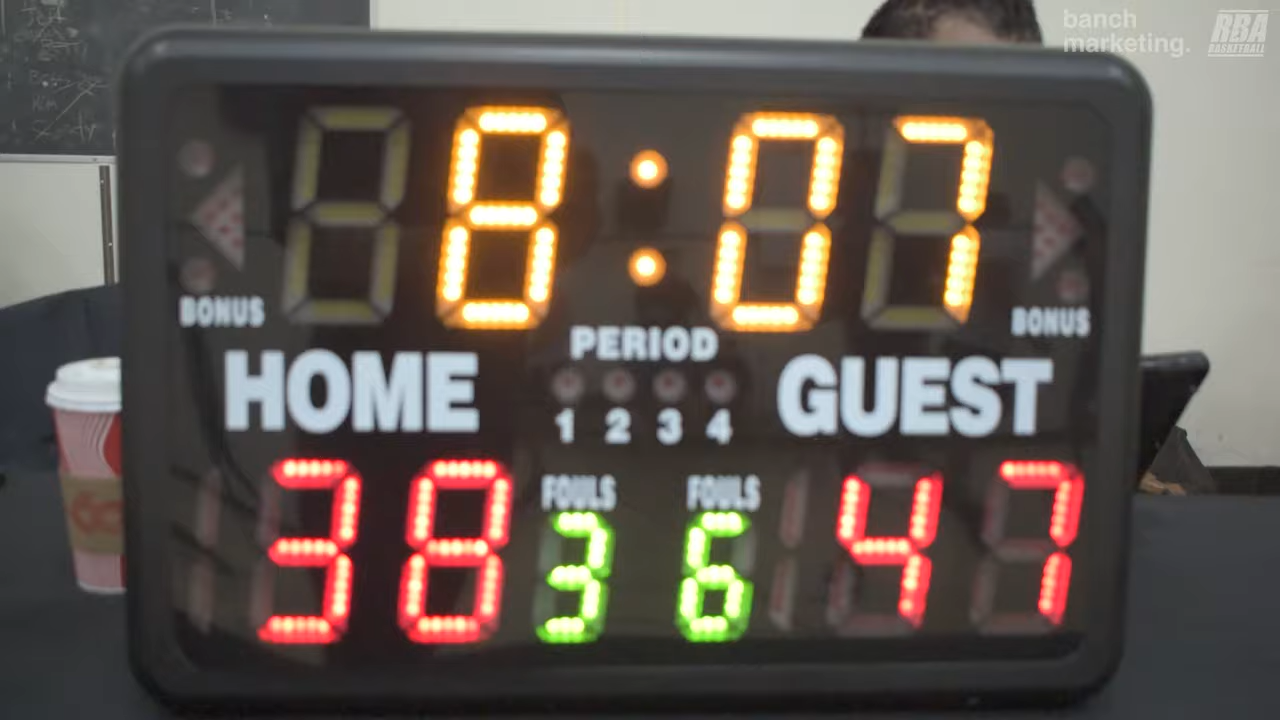 banch
marketing.
RBA
BASKETBALL
8:07
BONUS
BONUS
PERIOD
HOME
GUEST
1 2 3 4
FOULS
FOULS
38
3
6
47